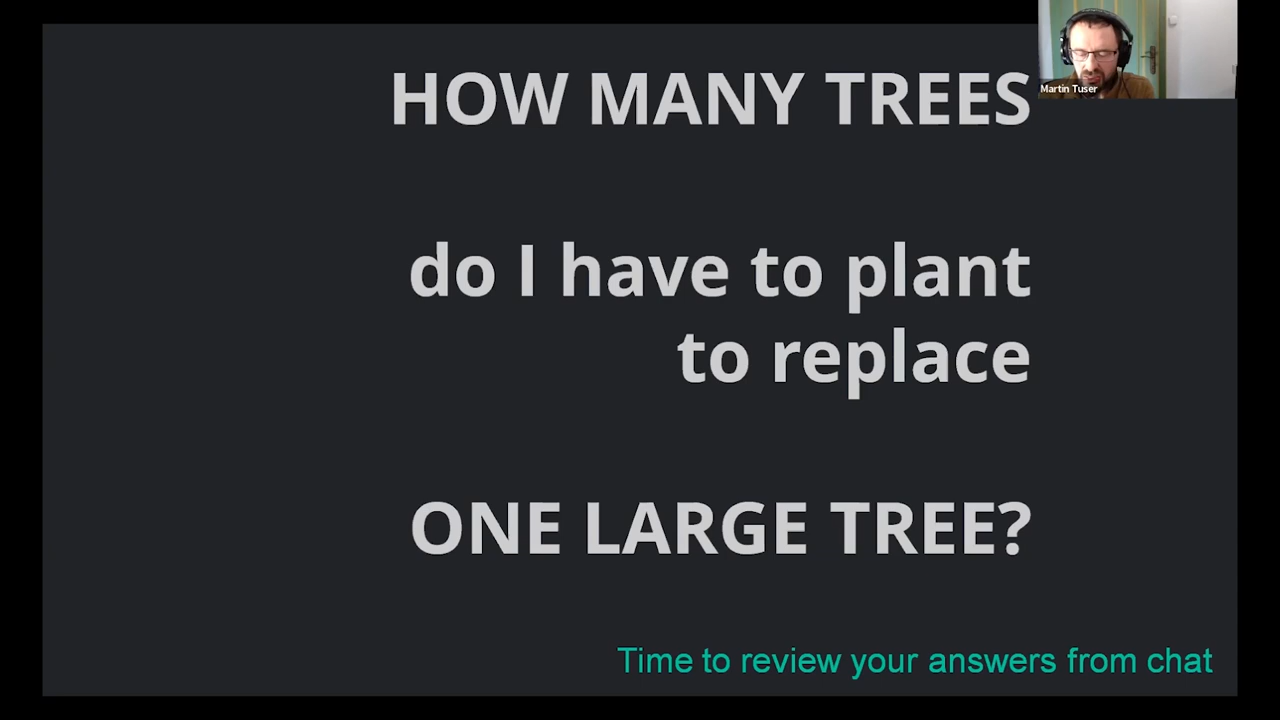 HOW MANY TREES
do I have to plant
to replace
ONE LARGE TREE?
Time to review your answers from chat
Martin Tuser